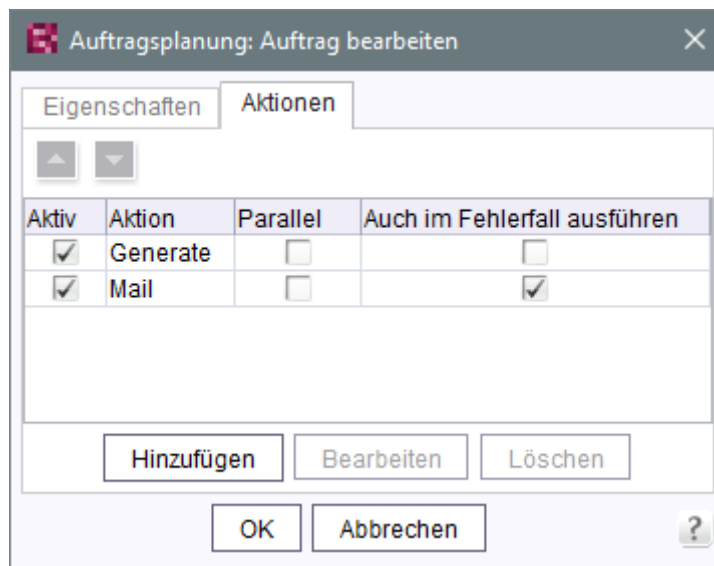 Auftragsplanung: Auftrag bearbeiten
Eigenschaften Aktionen
Aktiv Aktion Parallel Auch im Fehlerfall ausführen
Generate
Mail
Hinzufügen Bearbeiten Löschen
OK Abbrechen ?